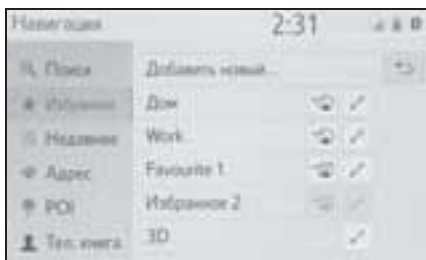 Навигация 2:31
Поиск
Добавить новый...
Избранное
Дом
Недавние
Work
Адрес
Favourite 1
POI
Избранное 2
Тел. книга
3D